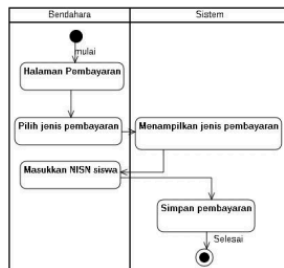 Bendahara
Sistem
mulai
Halaman Pembayaran
Pilih jenis pembayaran
Menampilkan jenis pembayaran
Masukkan NISN siswa
Simpan pembayaran
Selesai